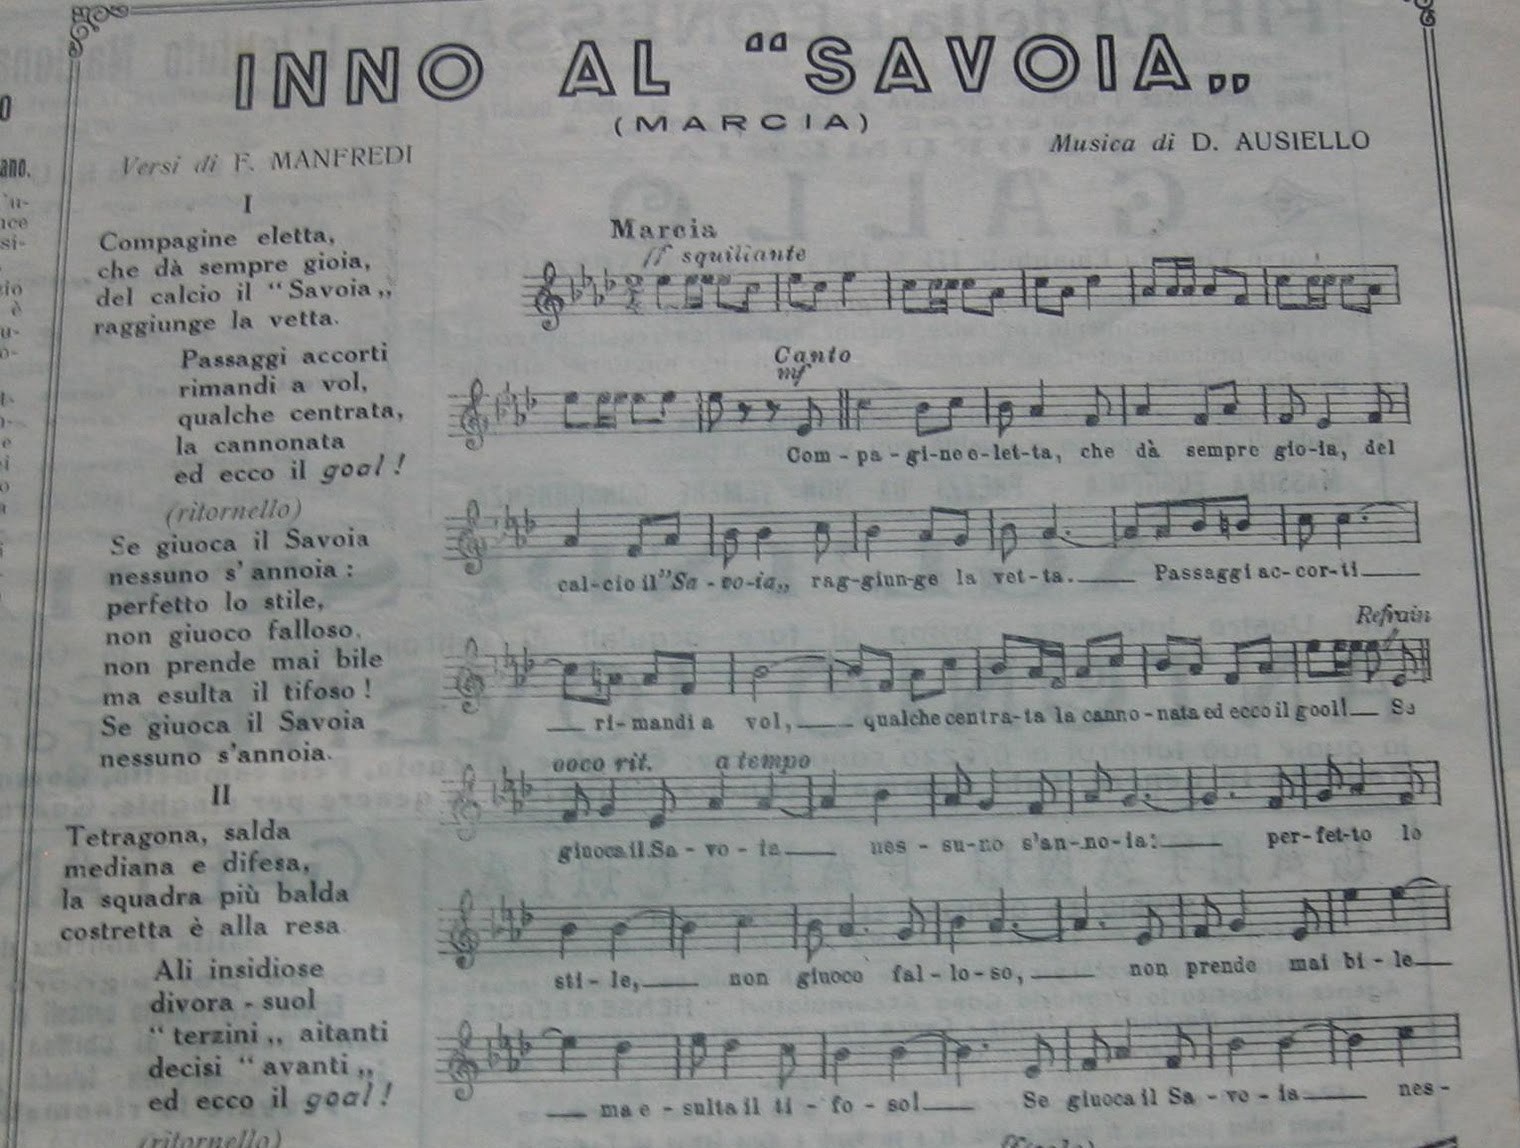 INNO AL "SAVOIA„
(MARCIA)
Versi di F. MANFREDI
Musica di D. AUSIELLO
I
Compagine eletta,
che dà sempre gioia,
del calcio il "Savoia„
raggiunge la vetta.
Passaggi accorti
rimandi a vol,
qualche centrata,
la cannonata
ed ecco il goal!
(ritornello)
Se giuoca il Savoia
nessuno s'annoia:
perfetto lo stile,
non giuoco falloso,
non prende mai bile
ma esulta il tifoso!
Se giuoca il Savoia
nessuno s'annoia.
II
Tetragona, salda
mediana e difesa,
la squadra più balda
costretta è alla resa
Ali insidiose
divora-suol
"terzini„ aitanti
decisi "avanti„
ed ecco il goal!
(ritornello)
Marcia
ff squillante
Canto
mf
Com-pa-gi-ne e-let-ta, che dà sempre gio-ia, del
cal-cio il "Sa-vo-ia„ rag-giun-ge la vet-ta. Passaggi ac-cor-ti
Refrain
ri-mandi a vol, qualche centra-ta la canno-nata ed ecco il gool! Se
poco rit. a tempo
giuoca il Sa-vo-ia nes-su-no s'an-no-ia: per-fet-to lo
sti-le, non giuoco fal-lo-so, non prende mai bi-le
ma e-sulta il ti-fo-so! Se giuoca il Sa-vo-ia nes-